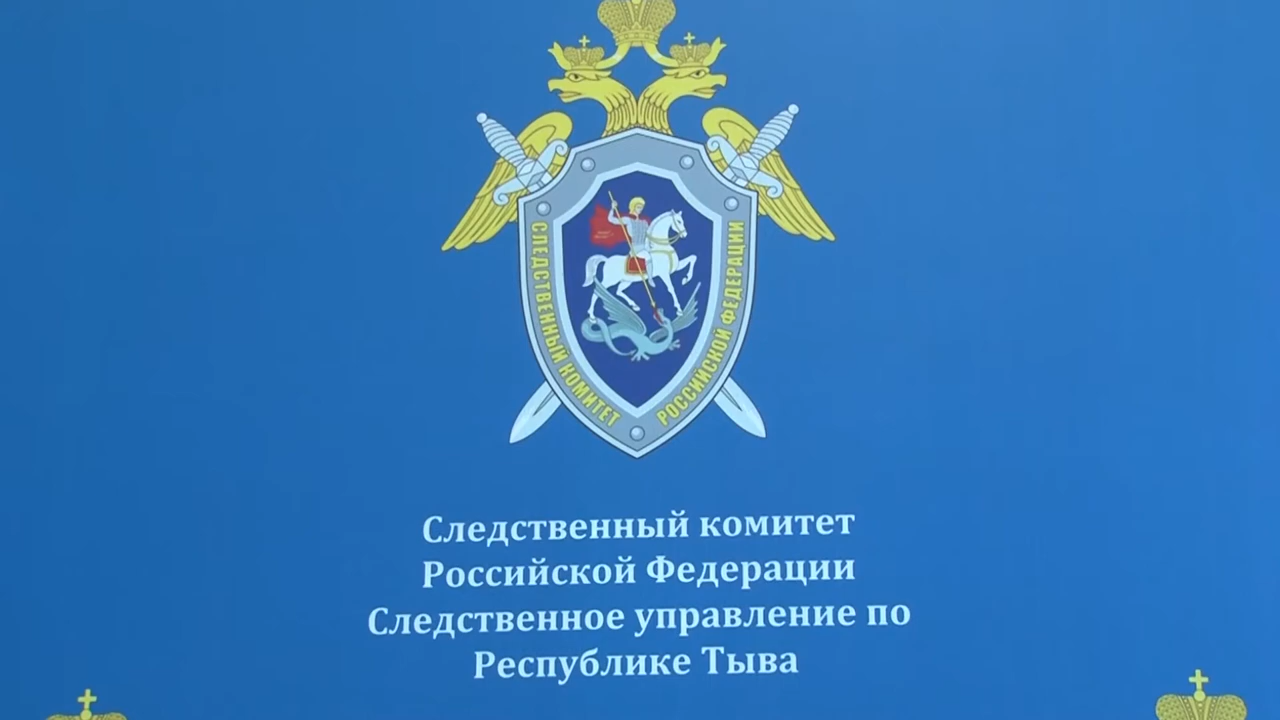 СЛЕДСТВЕННЫЙ КОМИТЕТ
РОССИЙСКОЙ ФЕДЕРАЦИИ
Следственный комитет
Российской Федерации
Следственное управление по
Республике Тыва